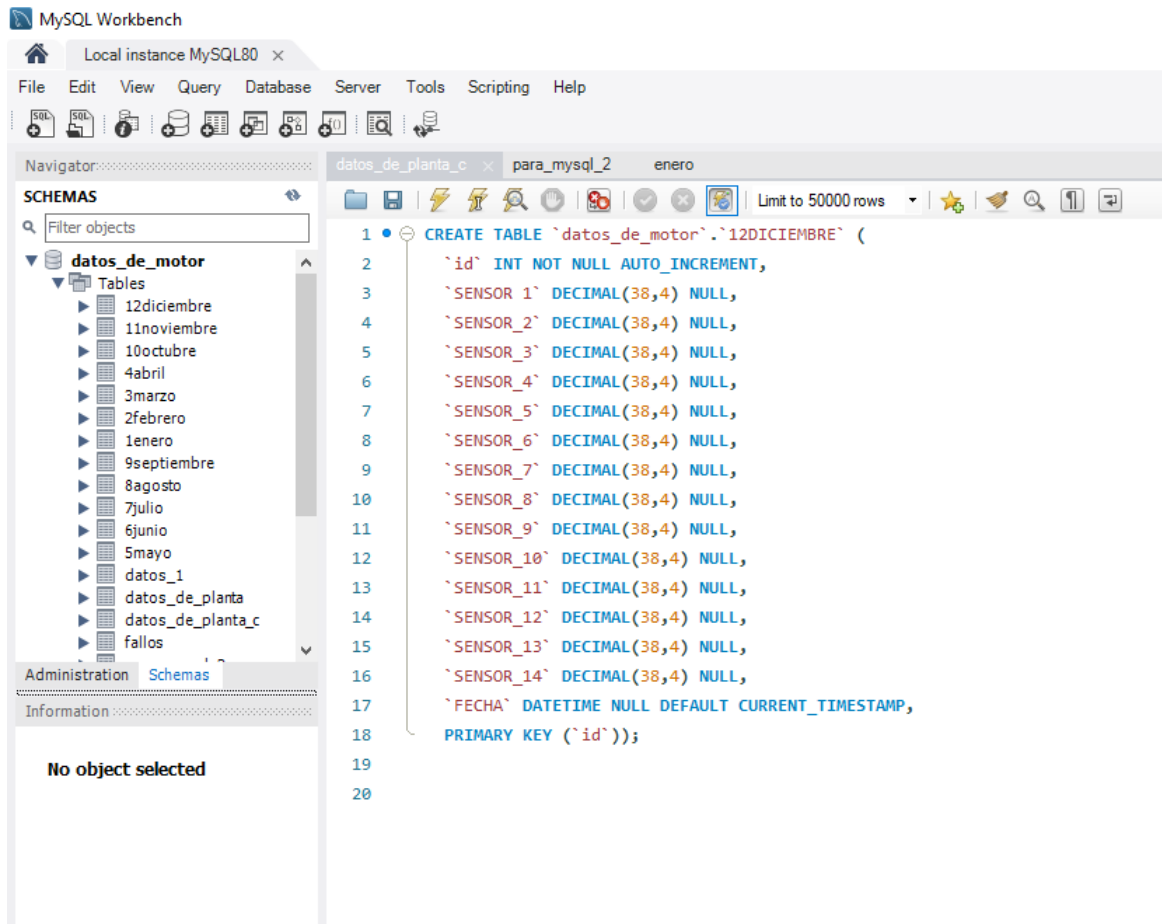 MySQL Workbench
Local instance MySQL80
File Edit View Query Database Server Tools Scripting Help
Navigator
SCHEMAS
Filter objects
datos_de_motor
Tables
12diciembre
11noviembre
10octubre
4abril
3marzo
2febrero
1enero
9septiembre
8agosto
7julio
6junio
5mayo
datos_1
datos_de_planta
datos_de_planta_c
fallos
Administration Schemas
Information
No object selected
datos_de_planta_c para_mysql_2 enero
Limit to 50000 rows
1 CREATE TABLE `datos_de_motor`.`12DICIEMBRE` (
2 `id` INT NOT NULL AUTO_INCREMENT,
3 `SENSOR 1` DECIMAL(38,4) NULL,
4 `SENSOR_2` DECIMAL(38,4) NULL,
5 `SENSOR_3` DECIMAL(38,4) NULL,
6 `SENSOR_4` DECIMAL(38,4) NULL,
7 `SENSOR_5` DECIMAL(38,4) NULL,
8 `SENSOR_6` DECIMAL(38,4) NULL,
9 `SENSOR_7` DECIMAL(38,4) NULL,
10 `SENSOR_8` DECIMAL(38,4) NULL,
11 `SENSOR_9` DECIMAL(38,4) NULL,
12 `SENSOR_10` DECIMAL(38,4) NULL,
13 `SENSOR_11` DECIMAL(38,4) NULL,
14 `SENSOR_12` DECIMAL(38,4) NULL,
15 `SENSOR_13` DECIMAL(38,4) NULL,
16 `SENSOR_14` DECIMAL(38,4) NULL,
17 `FECHA` DATETIME NULL DEFAULT CURRENT_TIMESTAMP,
18 PRIMARY KEY (`id`));
19
20